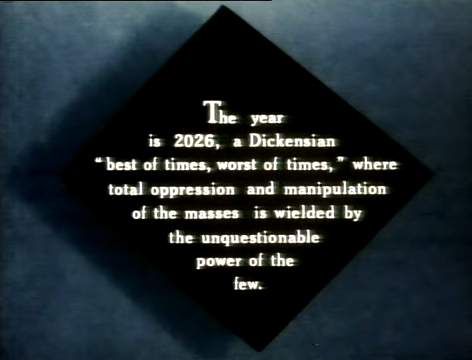 The year
is 2026, a Dickensian
"best of times, worst of times," where
total oppression and manipulation
of the masses is wielded by
the unquestionable
power of the
few.